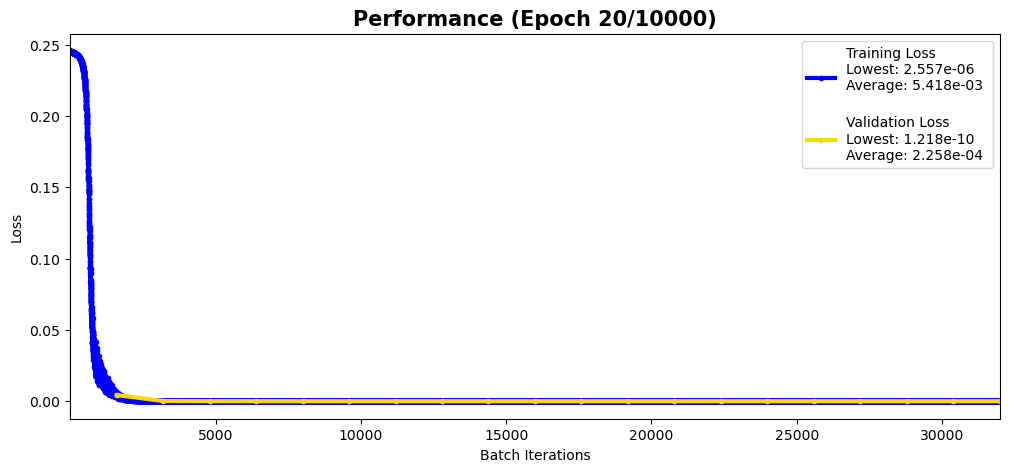 Performance (Epoch 20/10000)
Training Loss
Lowest: 2.557e-06
Average: 5.418e-03
Validation Loss
Lowest: 1.218e-10
Average: 2.258e-04
Loss
0.25
0.20
0.15
0.10
0.05
0.00
5000
10000
15000
20000
25000
30000
Batch Iterations